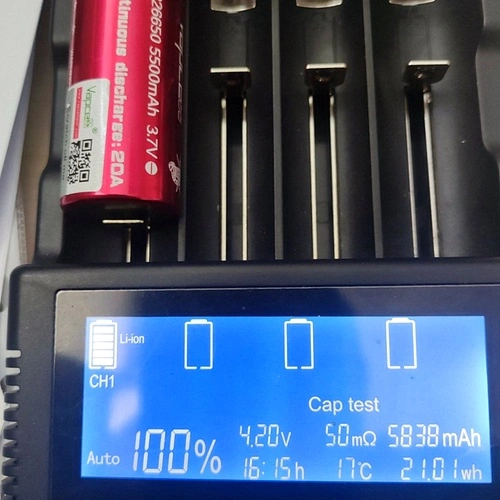 26650 5500mAh 3.7V
continuous discharge: 20A
Vapcell
Li-ion
CH1
Cap test
Auto 100% 4.20v 50mΩ 5838mAh
16:15h 17℃ 21.01wh